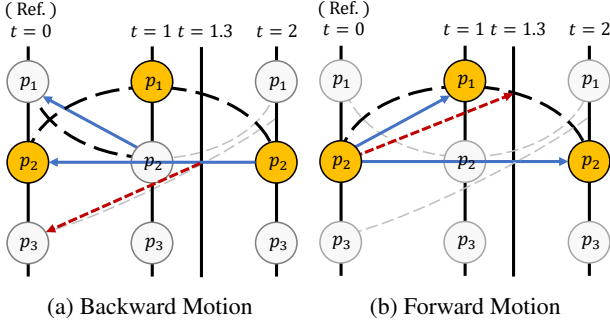 ( Ref. )
t = 0 t = 1 t = 1.3 t = 2
p₁ p₁ p₁
p₂ p₂ p₂
p₃ p₃ p₃
(a) Backward Motion
( Ref. )
t = 0 t = 1 t = 1.3 t = 2
p₁ p₁ p₁
p₂ p₂ p₂
p₃ p₃ p₃
(b) Forward Motion